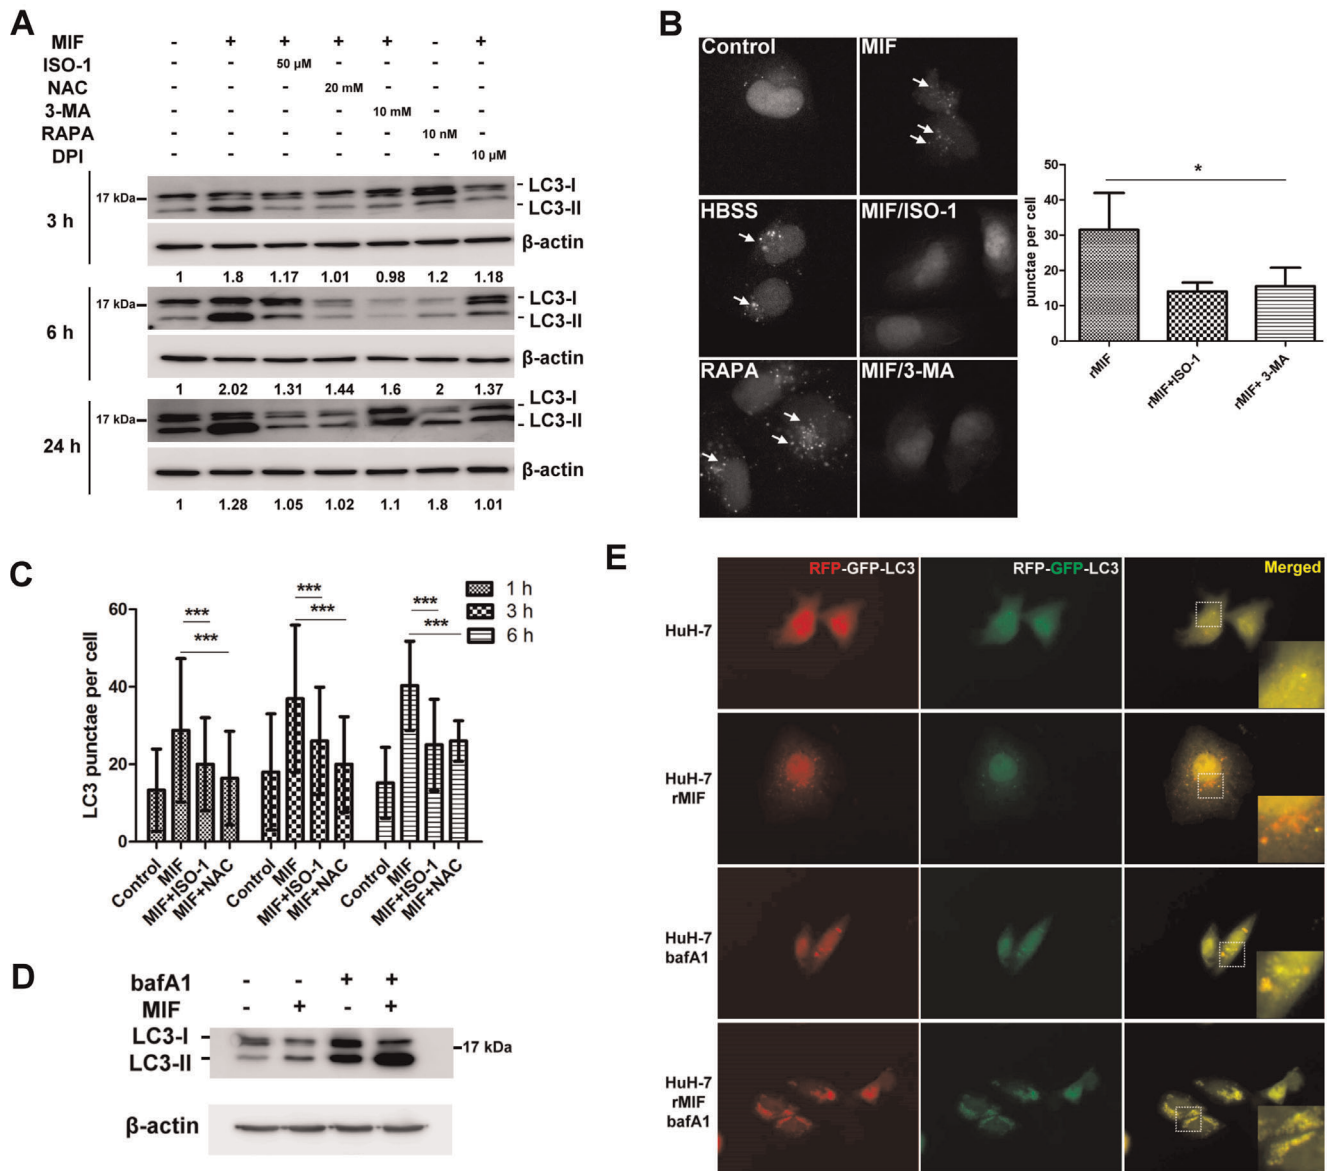 A
MIF - + + + + - +
ISO-1 - - 50 µM - - - -
NAC - - - 20 mM - - -
3-MA - - - - 10 mM - -
RAPA - - - - - 10 nM -
DPI - - - - - - 10 µM
3 h
17 kDa
LC3-I
LC3-II
β-actin
1 1.8 1.17 1.01 0.98 1.2 1.18
6 h
17 kDa
LC3-I
LC3-II
β-actin
1 2.02 1.31 1.44 1.6 2 1.37
24 h
17 kDa
LC3-I
LC3-II
β-actin
1 1.28 1.05 1.02 1.1 1.8 1.01
B
Control
MIF
HBSS
MIF/ISO-1
RAPA
MIF/3-MA
punctae per cell
50
40
30
20
10
0
*
rMIF
rMIF+ISO-1
rMIF+ 3-MA
C
LC3 punctae per cell
60
40
20
0
1 h
3 h
6 h
***
***
***
***
***
***
Control
MIF
MIF+ISO-1
MIF+NAC
Control
MIF
MIF+ISO-1
MIF+NAC
Control
MIF
MIF+ISO-1
MIF+NAC
D
bafA1 - - + +
MIF - + - +
LC3-I
LC3-II
17 kDa
β-actin
E
RFP-GFP-LC3
RFP-GFP-LC3
Merged
HuH-7
HuH-7
rMIF
HuH-7
bafA1
HuH-7
rMIF
bafA1